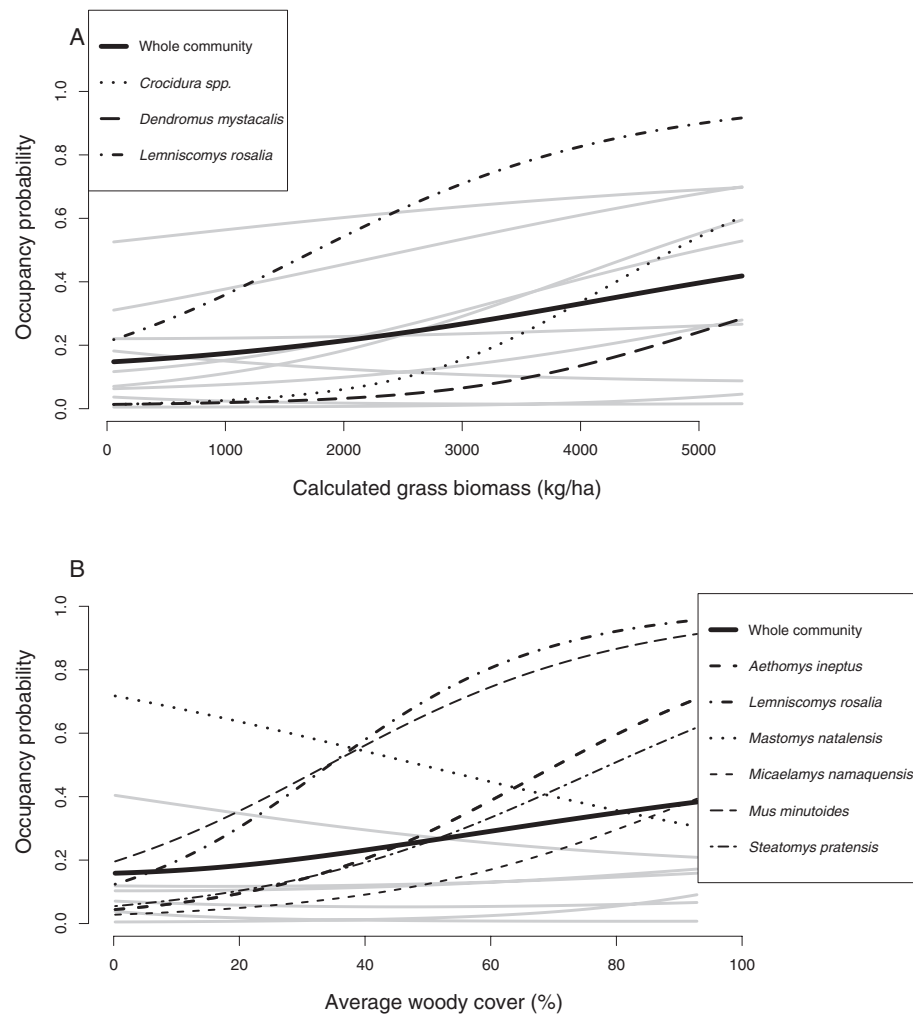 A
Whole community
Crocidura spp.
Dendromus mystacalis
Lemniscomys rosalia
Occupancy probability
0.0
0.2
0.4
0.6
0.8
1.0
0
1000
2000
3000
4000
5000
Calculated grass biomass (kg/ha)
B
Whole community
Aethomys ineptus
Lemniscomys rosalia
Mastomys natalensis
Micaelamys namaquensis
Mus minutoides
Steatomys pratensis
Occupancy probability
0.0
0.2
0.4
0.6
0.8
1.0
0
20
40
60
80
100
Average woody cover (%)